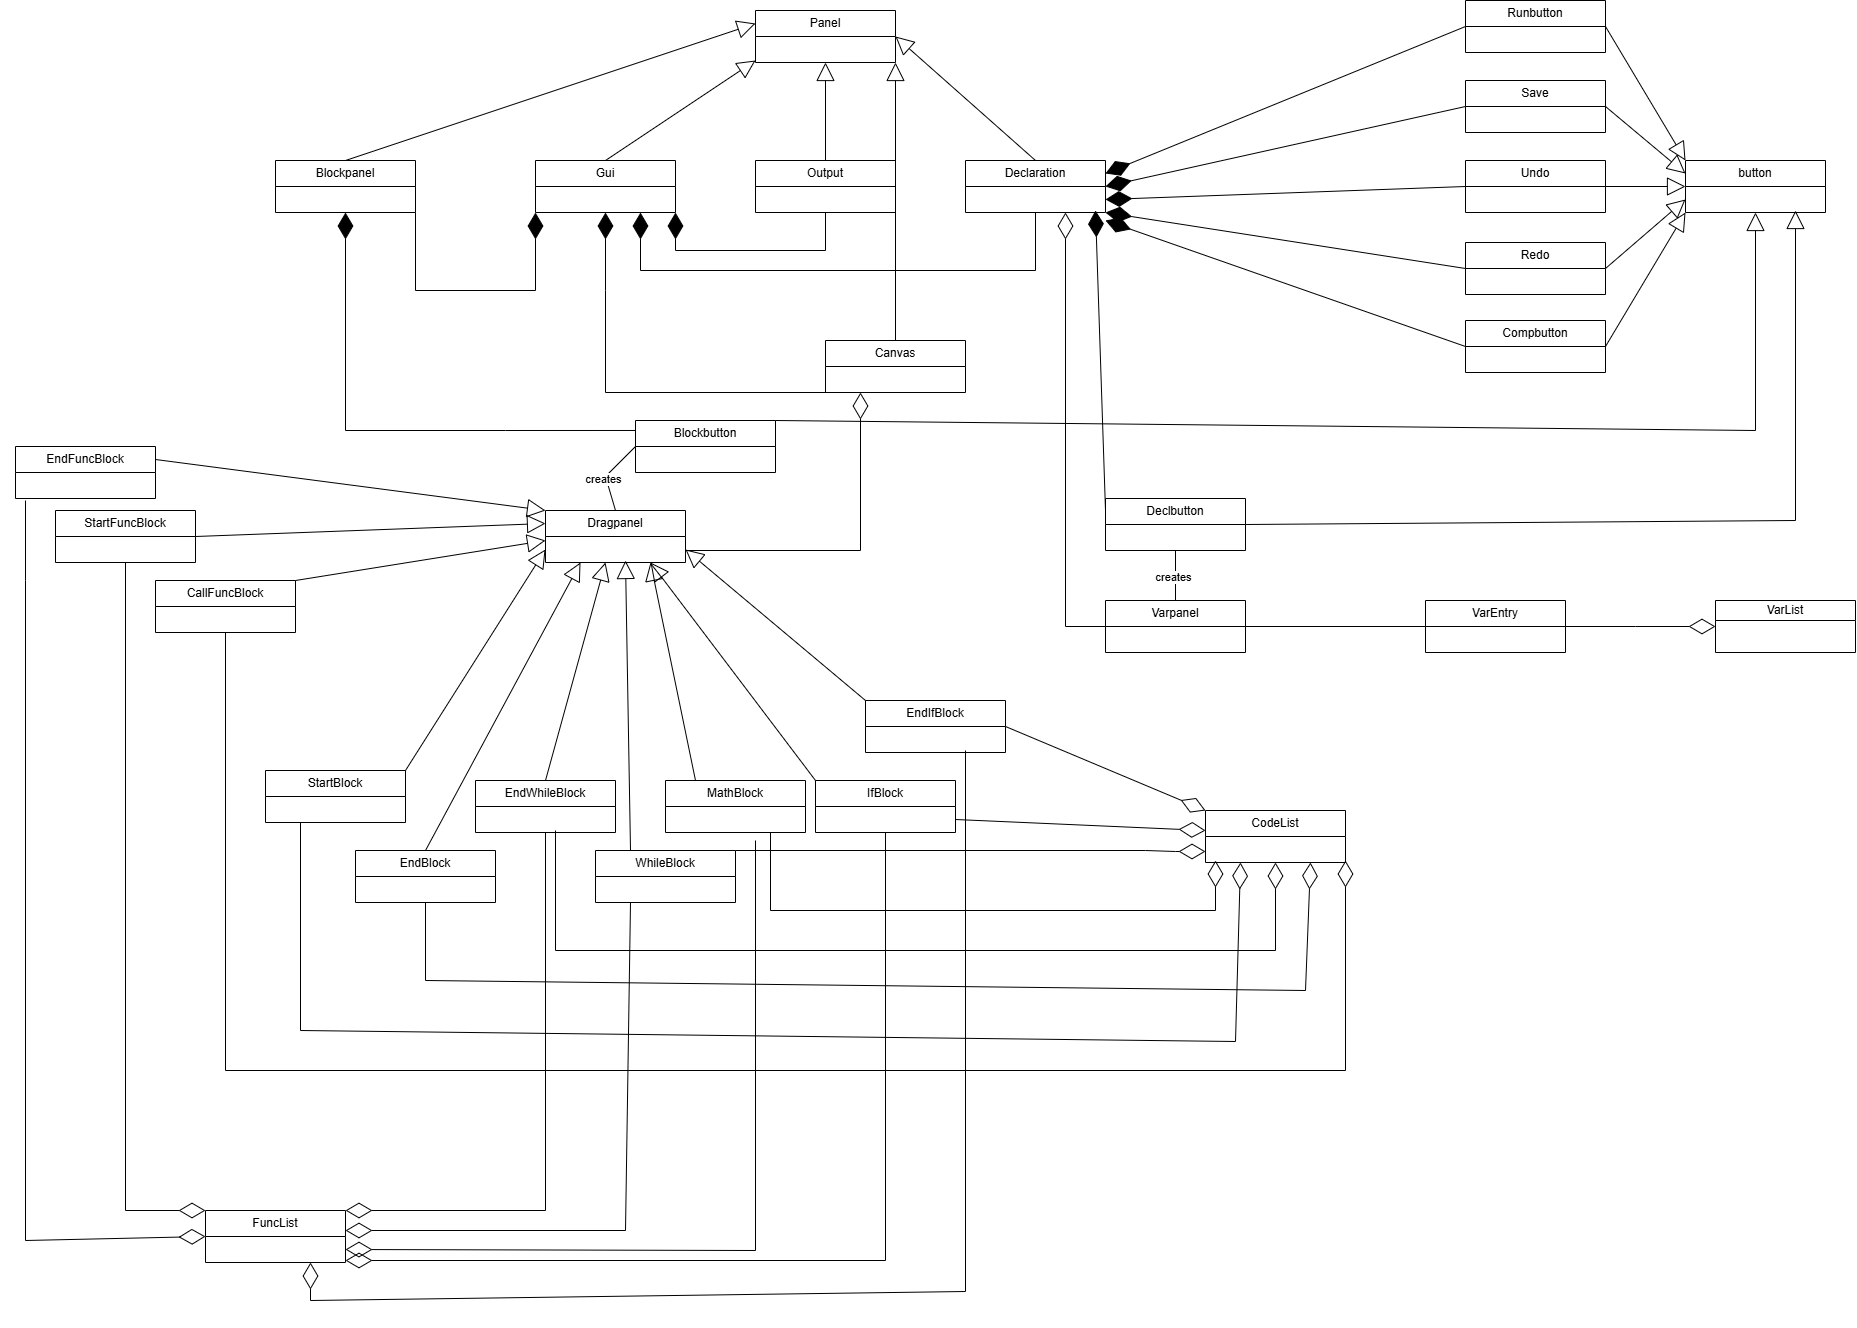 Runbutton
Panel
Save
Blockpanel
Gui
Output
Declaration
Undo
button
Redo
Compbutton
Canvas
Blockbutton
EndFuncBlock
creates
Declbutton
StartFuncBlock
Dragpanel
creates
CallFuncBlock
Varpanel
VarEntry
VarList
EndIfBlock
StartBlock
EndWhileBlock
MathBlock
IfBlock
CodeList
EndBlock
WhileBlock
FuncList